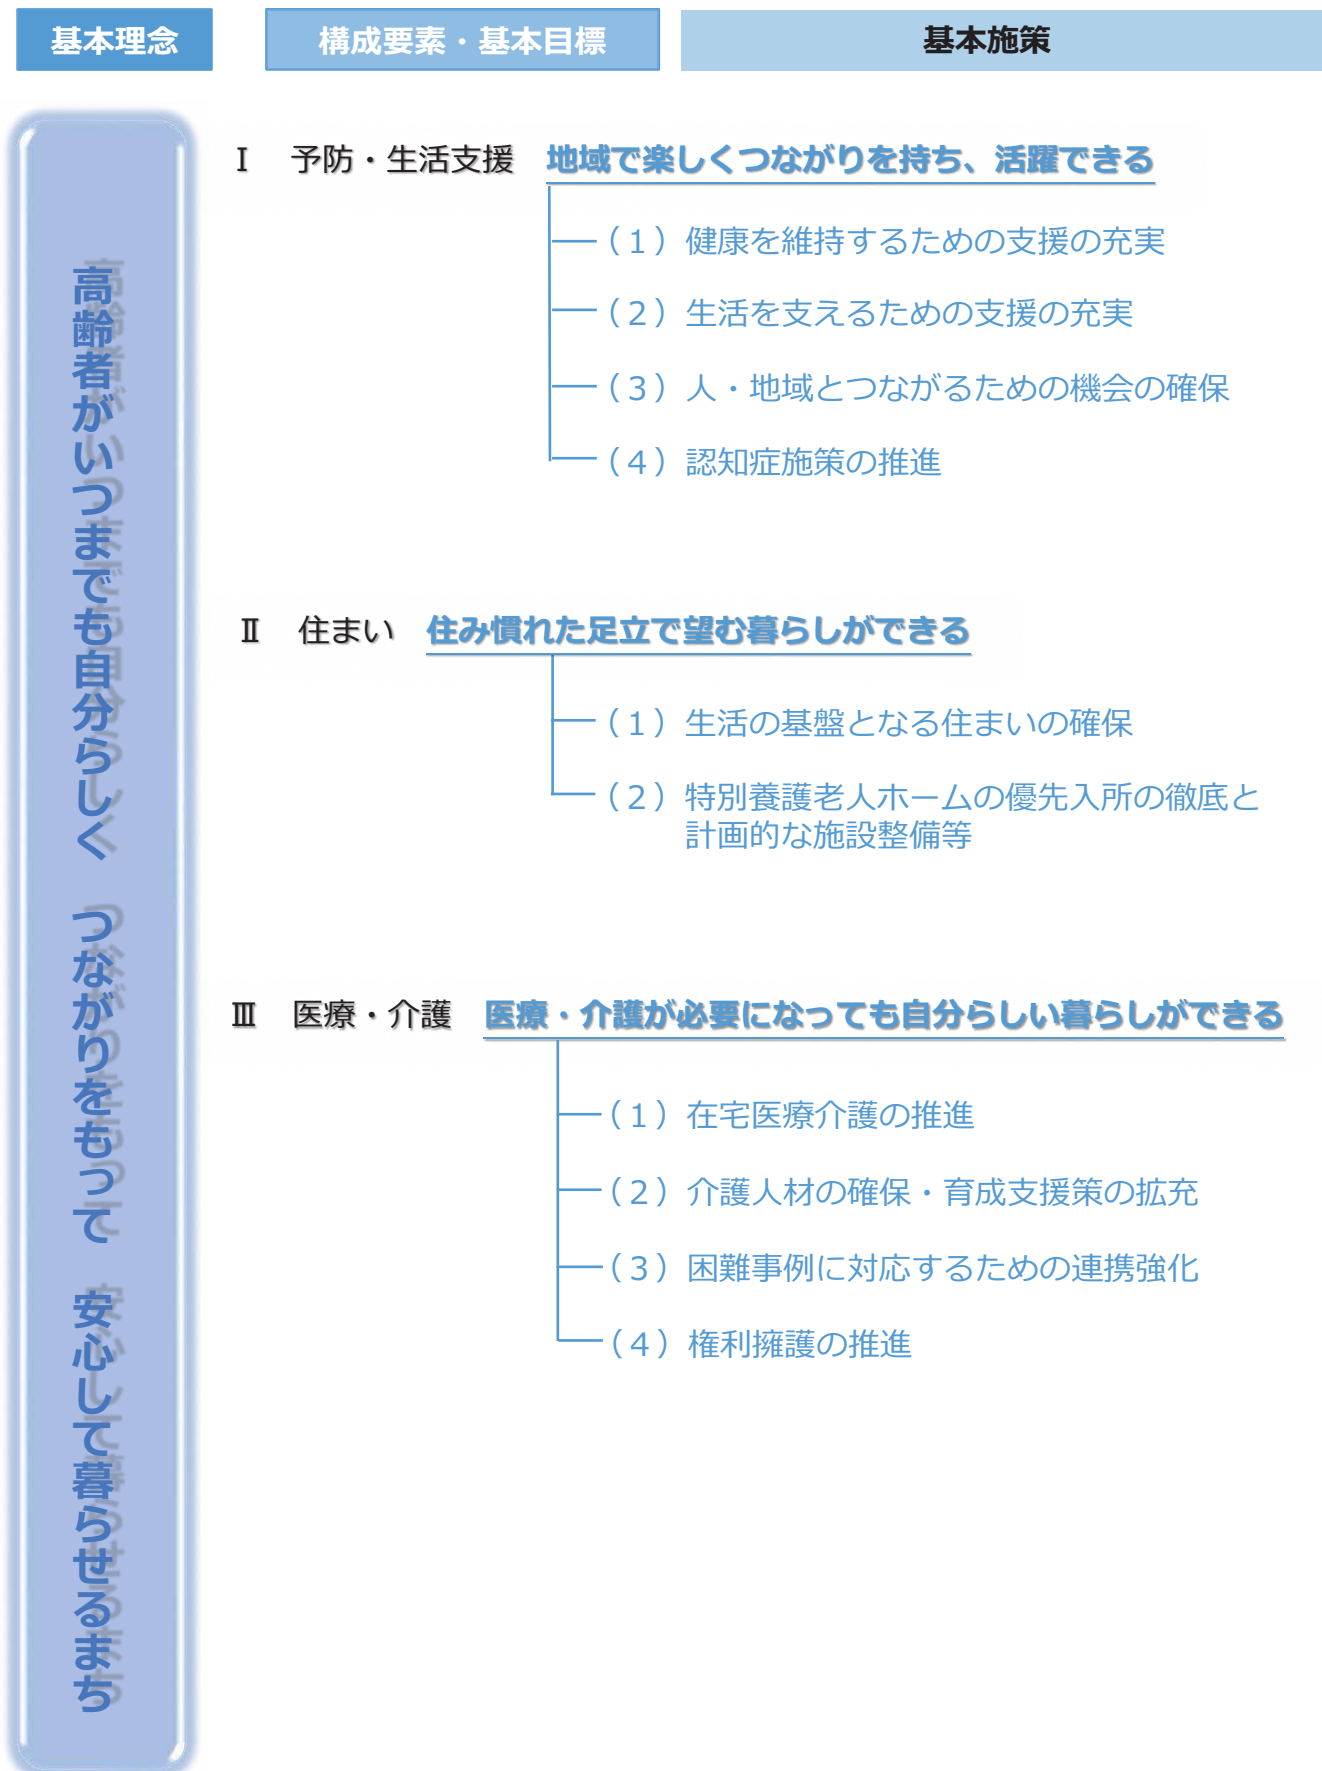 基本理念
構成要素・基本目標
基本施策
高齢者がいつまでも自分らしく つながりをもって 安心して暮らせるまち
Ⅰ 予防・生活支援 地域で楽しくつながりを持ち、活躍できる
（１）健康を維持するための支援の充実
（２）生活を支えるための支援の充実
（３）人・地域とつながるための機会の確保
（４）認知症施策の推進
Ⅱ 住まい 住み慣れた足立で望む暮らしができる
（１）生活の基盤となる住まいの確保
（２）特別養護老人ホームの優先入所の徹底と
計画的な施設整備等
Ⅲ 医療・介護 医療・介護が必要になっても自分らしい暮らしができる
（１）在宅医療介護の推進
（２）介護人材の確保・育成支援策の拡充
（３）困難事例に対応するための連携強化
（４）権利擁護の推進